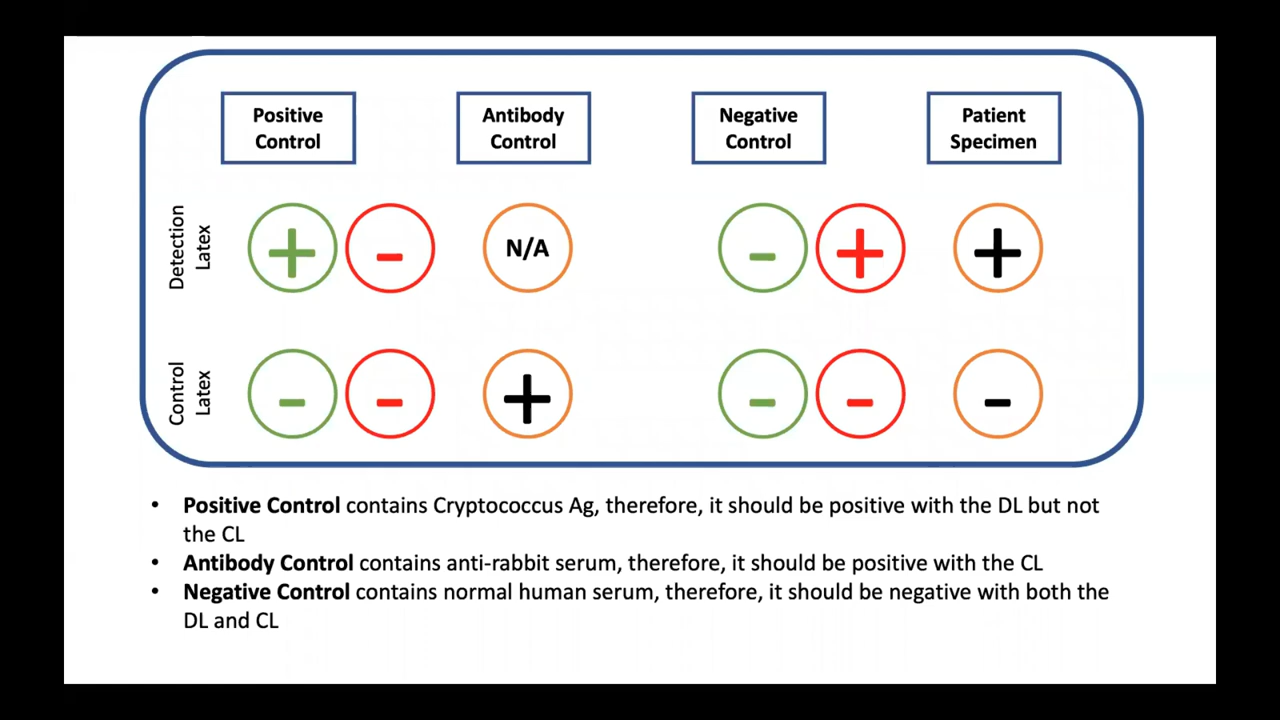 Positive Control
Antibody Control
Negative Control
Patient Specimen
Detection Latex
+ - N/A - + +
Control Latex
- - + - - -
• Positive Control contains Cryptococcus Ag, therefore, it should be positive with the DL but not
the CL
• Antibody Control contains anti-rabbit serum, therefore, it should be positive with the CL
• Negative Control contains normal human serum, therefore, it should be negative with both the
DL and CL